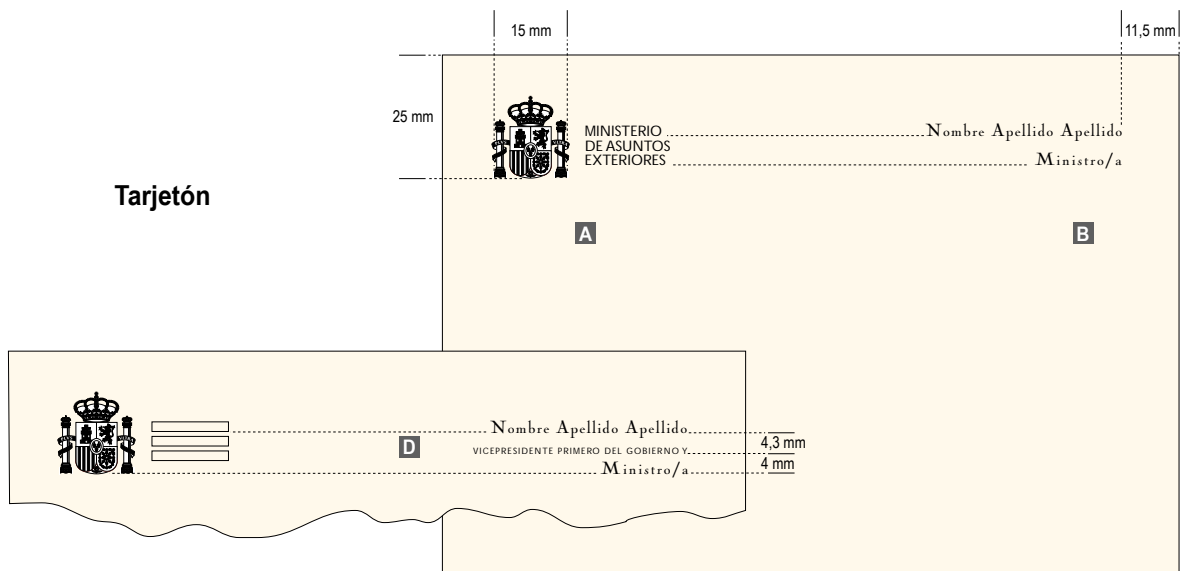 15 mm
11,5 mm
25 mm
MINISTERIO
DE ASUNTOS
EXTERIORES
Nombre Apellido Apellido
Ministro/a
Tarjetón
A
B
Nombre Apellido Apellido
D
VICEPRESIDENTE PRIMERO DEL GOBIERNO Y
Ministro/a
4,3 mm
4 mm